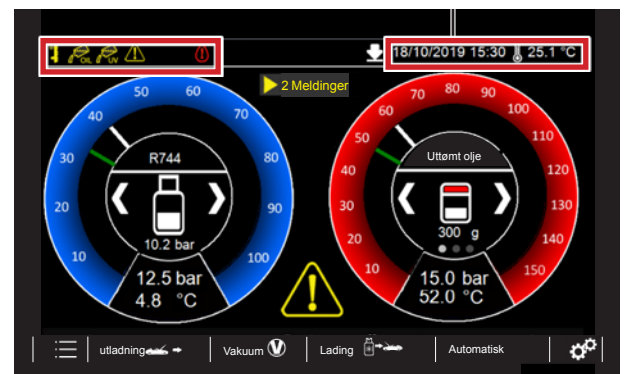 OIL UV 18/10/2019 15:30 25.1 °C
2 Meldinger
50 60
40 70
30 80
20 90
10 100
R744
10.2 bar
12.5 bar
4.8 °C
70 80 90
60 100
50 110
40 120
30 130
20 140
10 150
Uttømt olje
300 g
15.0 bar
52.0 °C
utladning Vakuum V Lading Automatisk